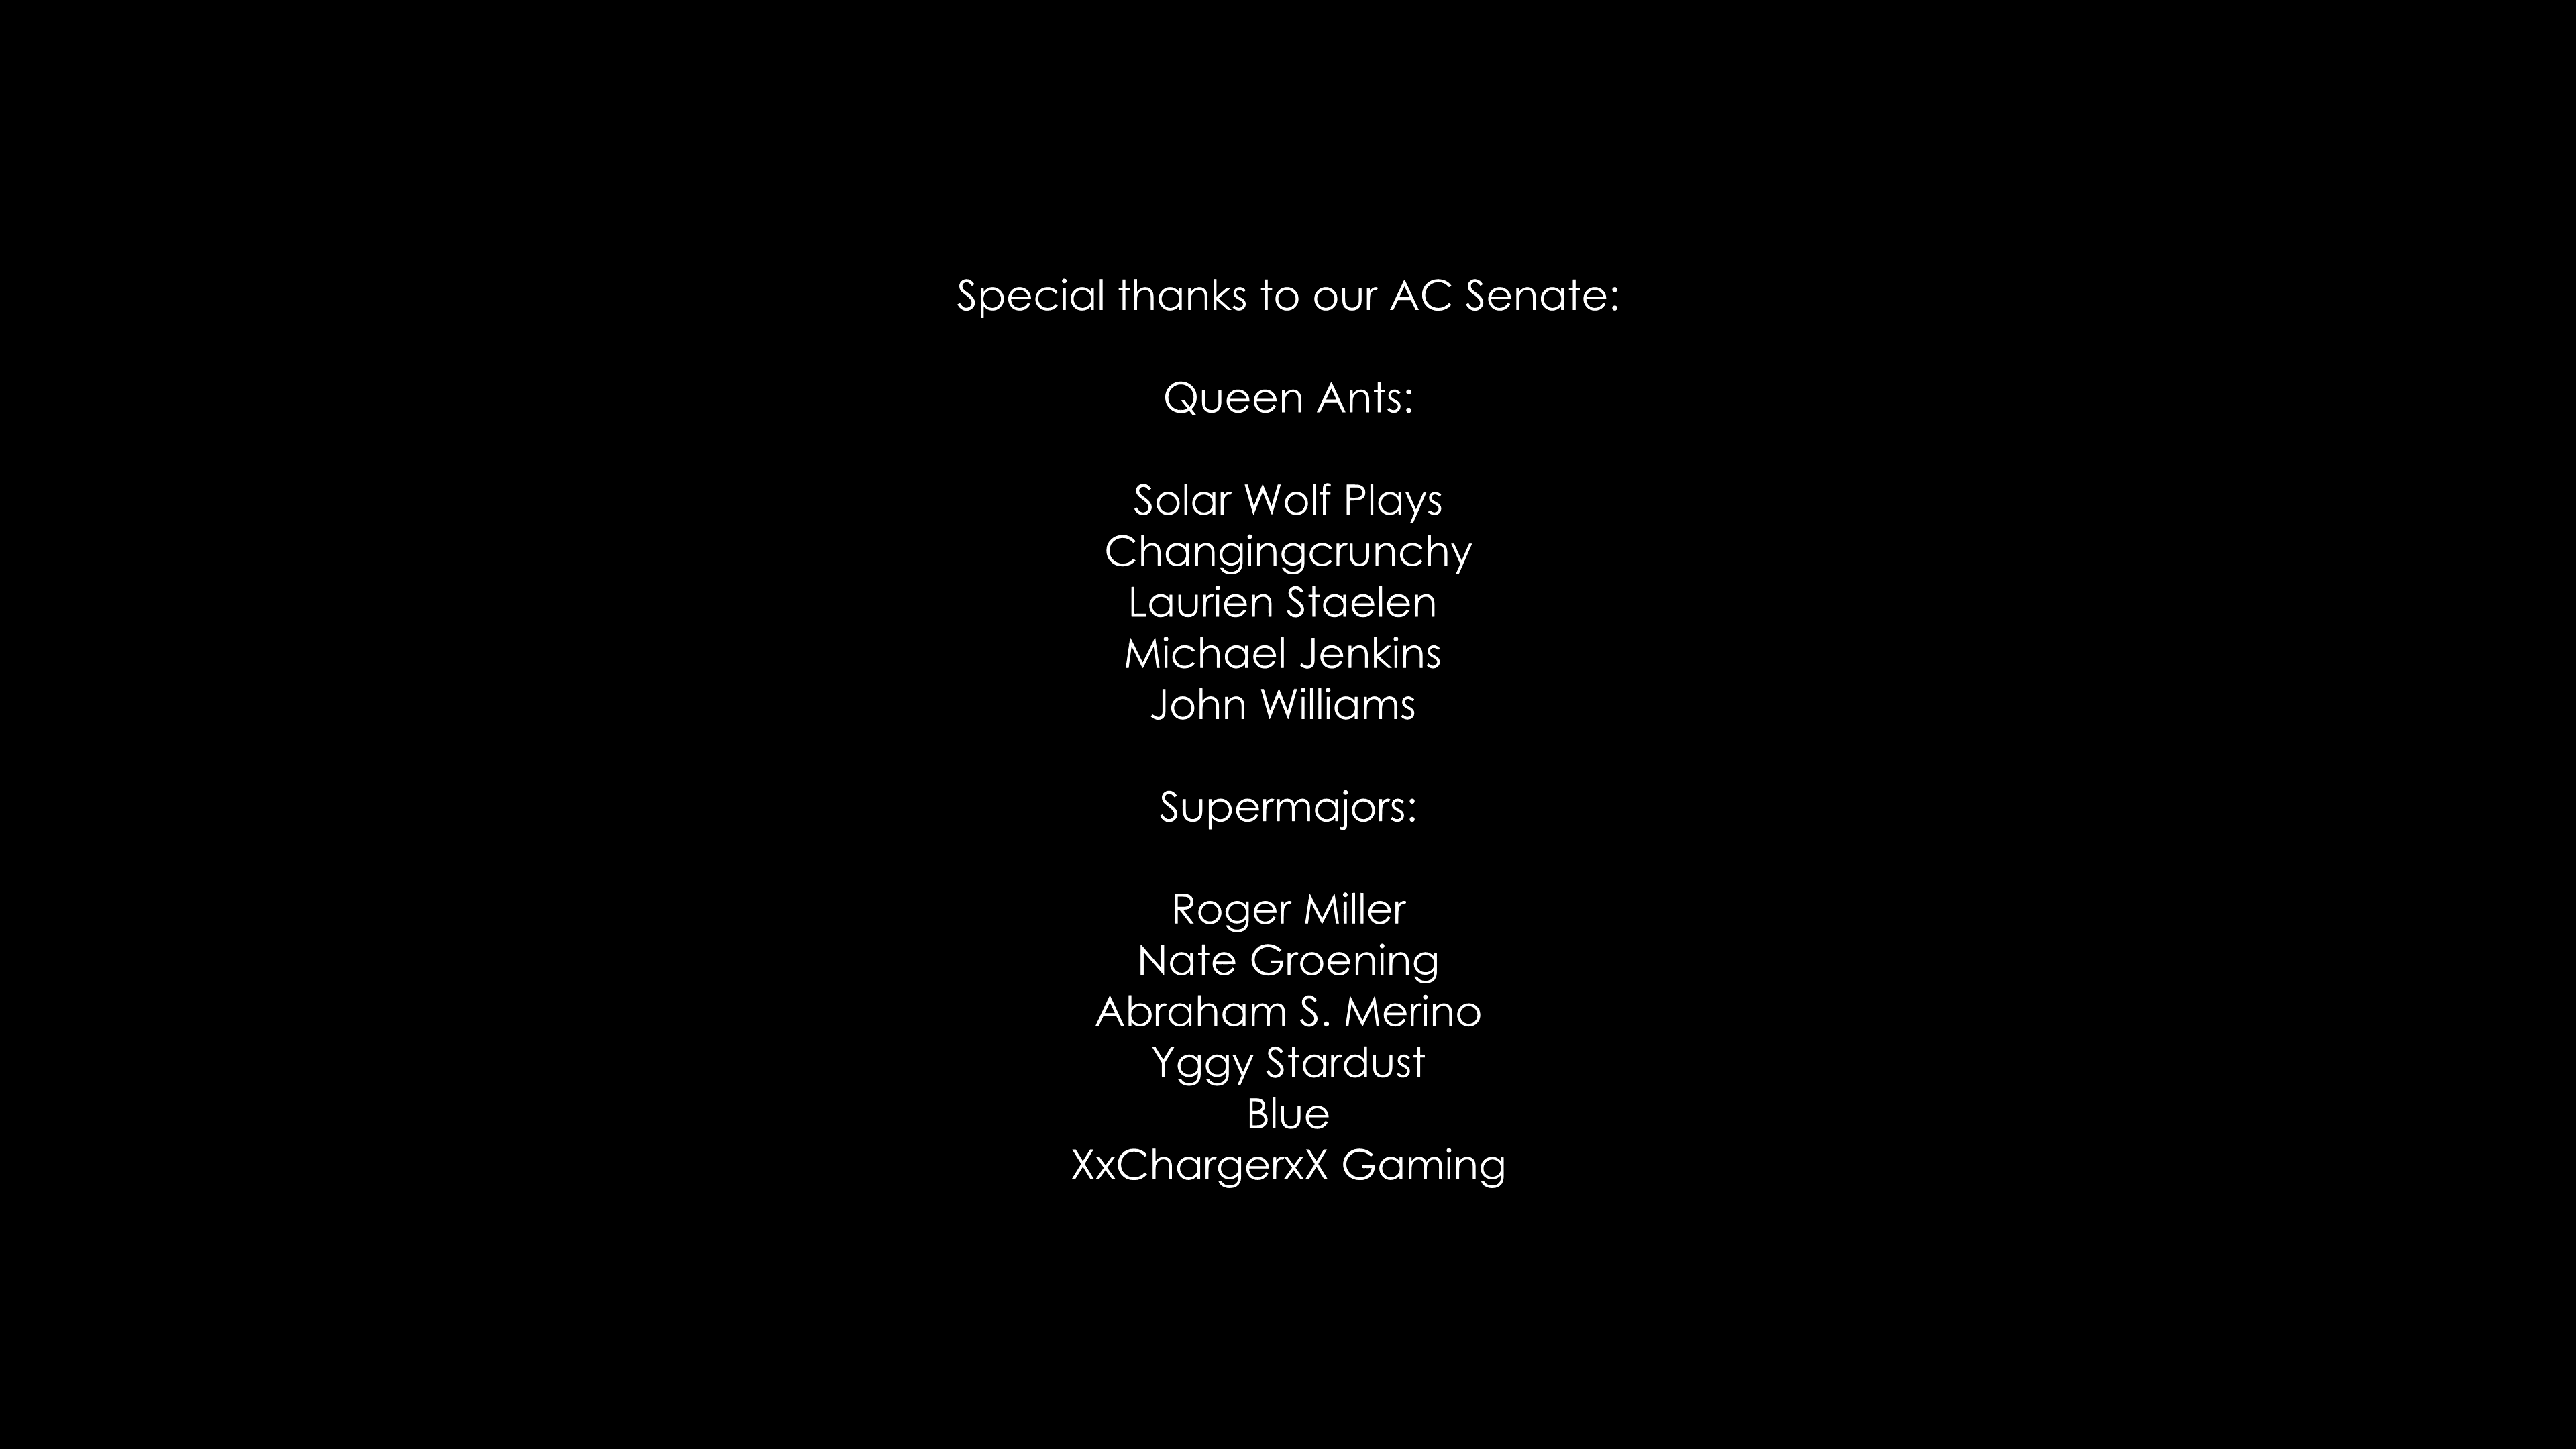 Special thanks to our AC Senate:
Queen Ants:
Solar Wolf Plays
Changingcrunchy
Laurien Staelen
Michael Jenkins
John Williams
Supermajors:
Roger Miller
Nate Groening
Abraham S. Merino
Yggy Stardust
Blue
XxChargerxX Gaming